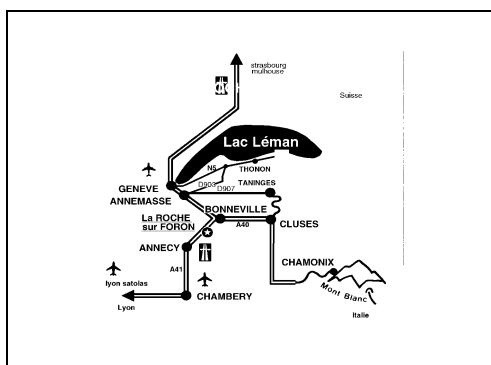 strasbourg
mulhouse
Suisse
Lac Léman
N5
THONON
D903
D907
TANINGES
GENEVE
ANNEMASSE
BONNEVILLE
La ROCHE
sur FORON
A40
CLUSES
ANNECY
CHAMONIX
A41
lyon satolas
Mont Blanc
CHAMBERY
Lyon
Italie